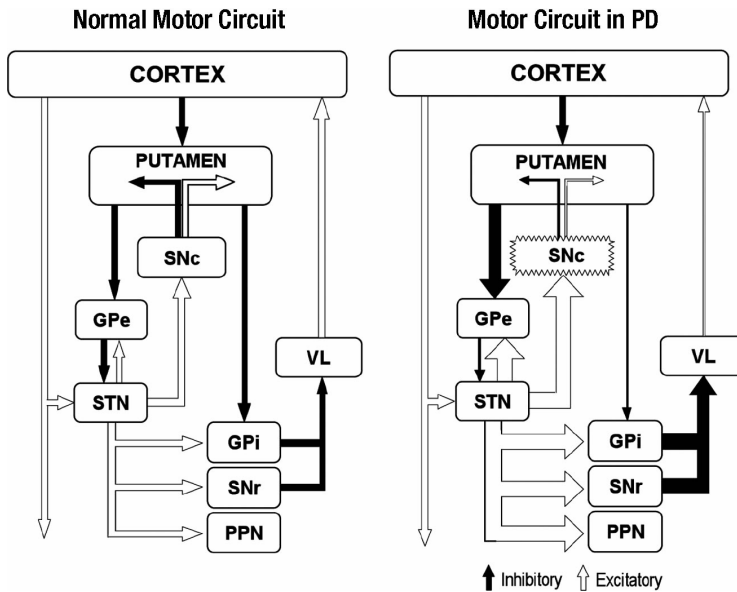 Normal Motor Circuit
CORTEX
PUTAMEN
SNc
GPe
VL
STN
GPi
SNr
PPN
Motor Circuit in PD
CORTEX
PUTAMEN
SNc
GPe
VL
STN
GPi
SNr
PPN
Inhibitory
Excitatory